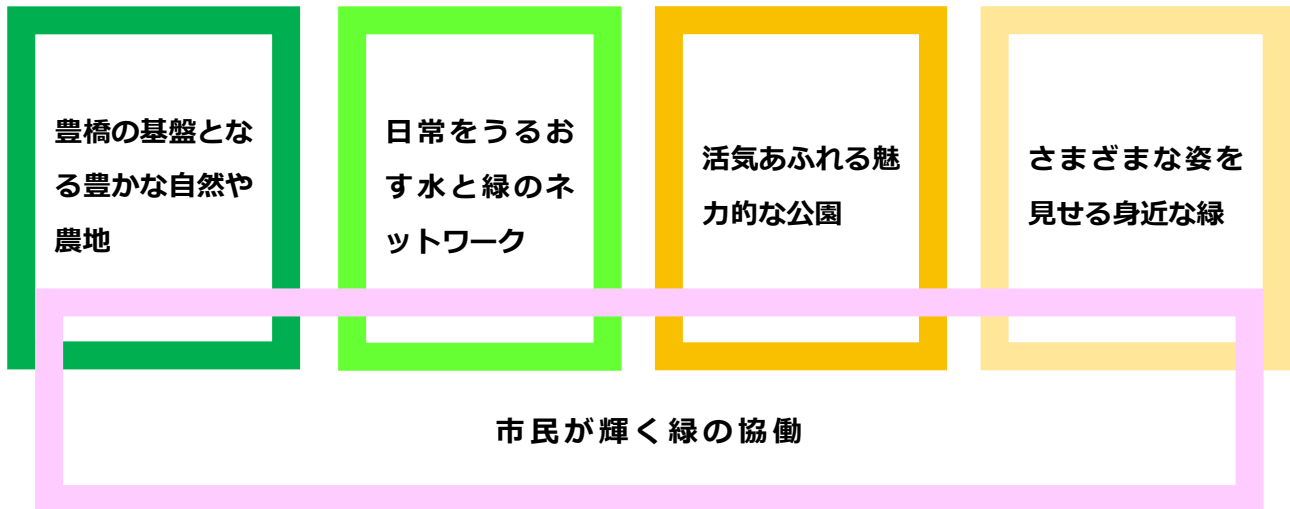 豊橋の基盤とな
る豊かな自然や
農地
日常をうるお
す水と緑のネ
ットワーク
活気あふれる魅
力的な公園
さまざまな姿を
見せる身近な緑
市民が輝く緑の協働